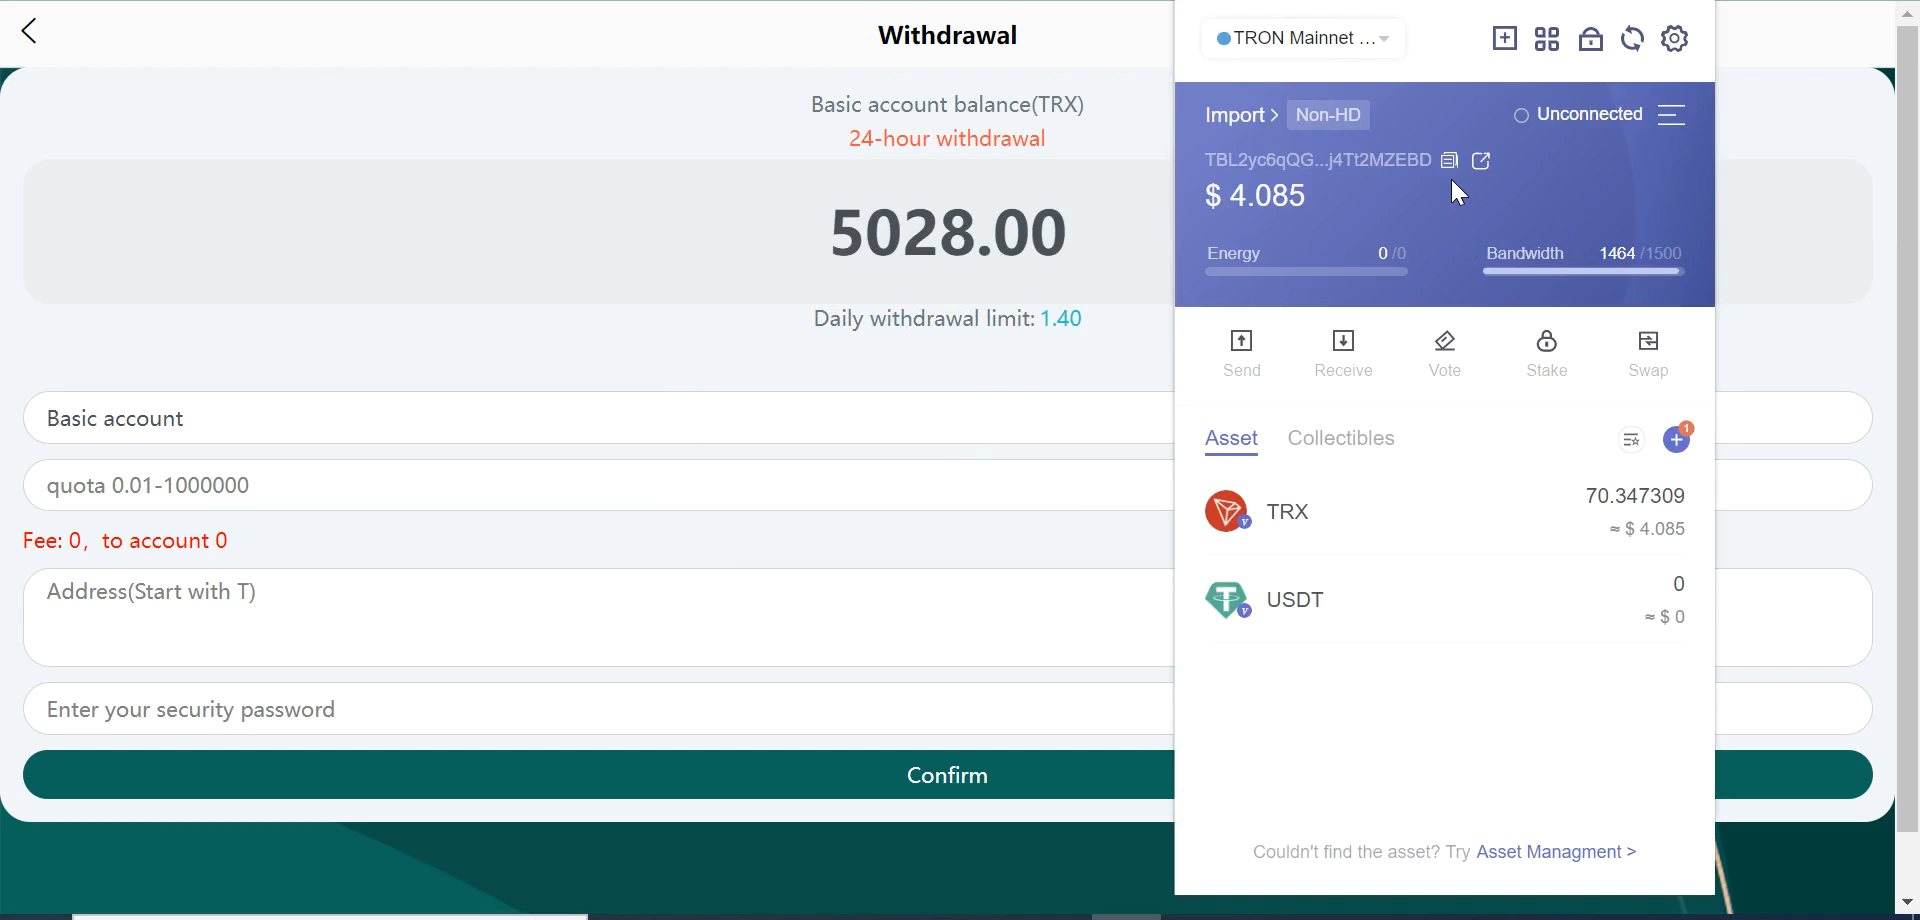 Withdrawal
Basic account balance(TRX)
24-hour withdrawal
5028.00
Daily withdrawal limit: 1.40
Basic account
quota 0.01-1000000
Fee: 0, to account 0
Address(Start with T)
Enter your security password
Confirm
TRON Mainnet ...
Import > Non-HD
Unconnected
TBL2yc6qQG...j4Tt2MZEBD
$ 4.085
Energy 0 /0
Bandwidth 1464 /1500
Send Receive Vote Stake Swap
Asset Collectibles
1
TRX 70.347309
≈ $ 4.085
USDT 0
≈ $ 0
Couldn't find the asset? Try Asset Managment >